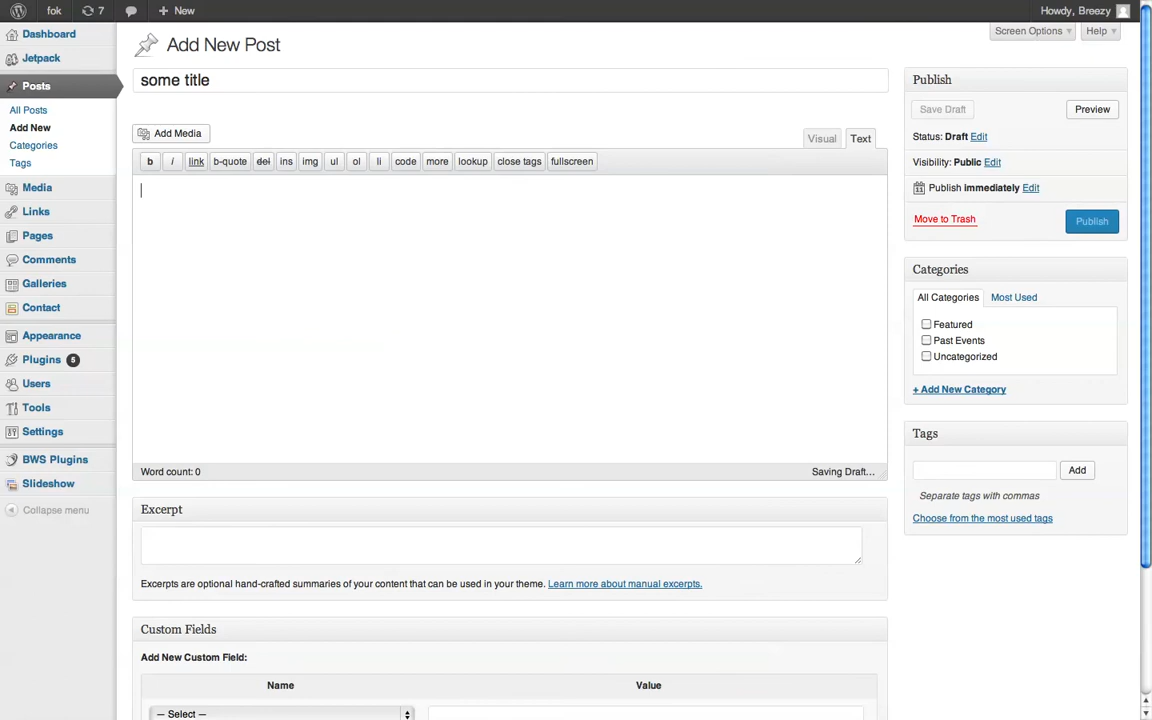 fok 7 New Howdy, Breezy
Dashboard
Jetpack
Posts
All Posts
Add New
Categories
Tags
Media
Links
Pages
Comments
Galleries
Contact
Appearance
Plugins 5
Users
Tools
Settings
BWS Plugins
Slideshow
Collapse menu
Screen Options Help
Add New Post
some title
Add Media
Visual Text
b i link b-quote del ins img ul ol li code more lookup close tags fullscreen
Word count: 0 Saving Draft...
Excerpt
Excerpts are optional hand-crafted summaries of your content that can be used in your theme. Learn more about manual excerpts.
Custom Fields
Add New Custom Field:
Name Value
— Select —
Publish
Save Draft Preview
Status: Draft Edit
Visibility: Public Edit
11 Publish immediately Edit
Move to Trash Publish
Categories
All Categories Most Used
Featured
Past Events
Uncategorized
+ Add New Category
Tags
Add
Separate tags with commas
Choose from the most used tags